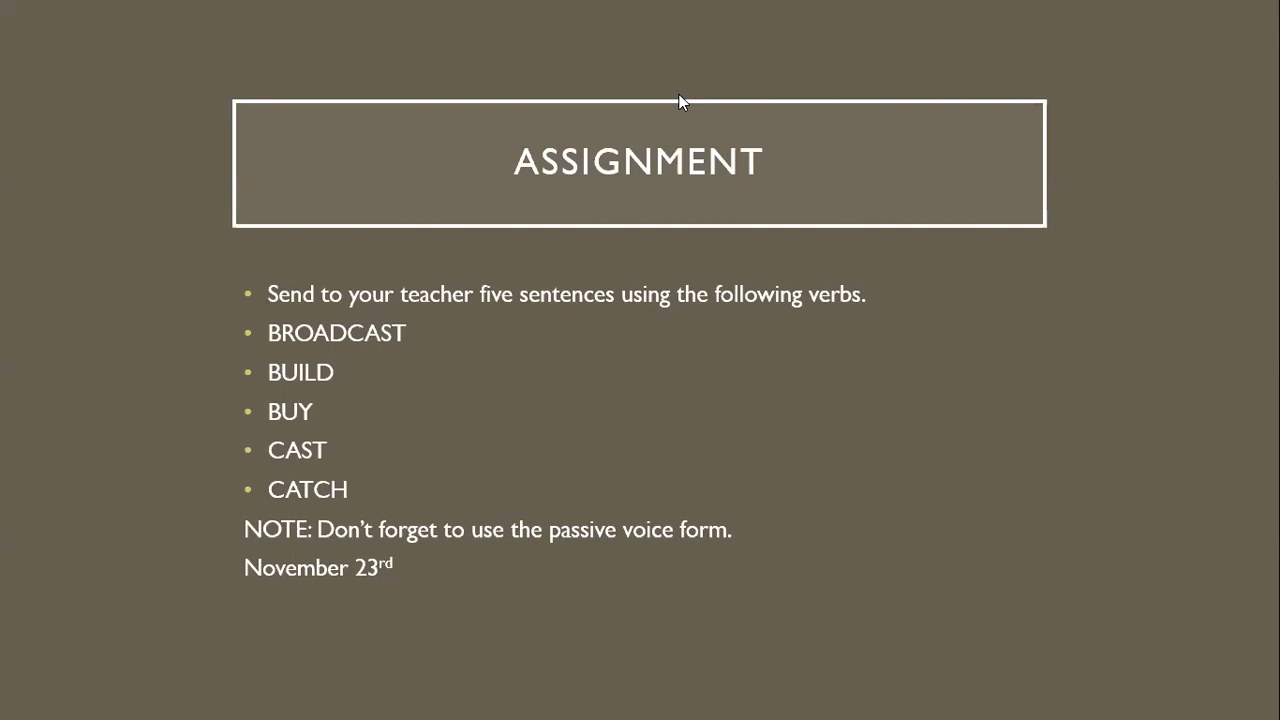 ASSIGNMENT
• Send to your teacher five sentences using the following verbs.
• BROADCAST
• BUILD
• BUY
• CAST
• CATCH
NOTE: Don’t forget to use the passive voice form.
November 23rd